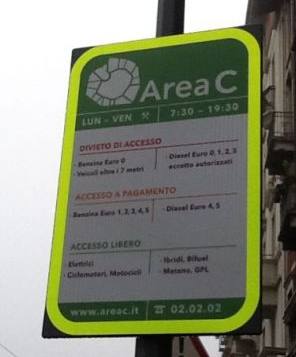 Area C
LUN - VEN ⚒ 7:30 - 19:30
DIVIETO DI ACCESSO
· Benzina Euro 0
· Veicoli oltre i 7 metri
· Diesel Euro 0, 1, 2, 3
eccetto autorizzati
ACCESSO A PAGAMENTO
· Benzina Euro 1, 2, 3, 4, 5
· Diesel Euro 4, 5
ACCESSO LIBERO
· Elettrici
· Ciclomotori, Motocicli
· Ibridi, Bifuel
· Metano, GPL
www.areac.it ☎ 02.02.02